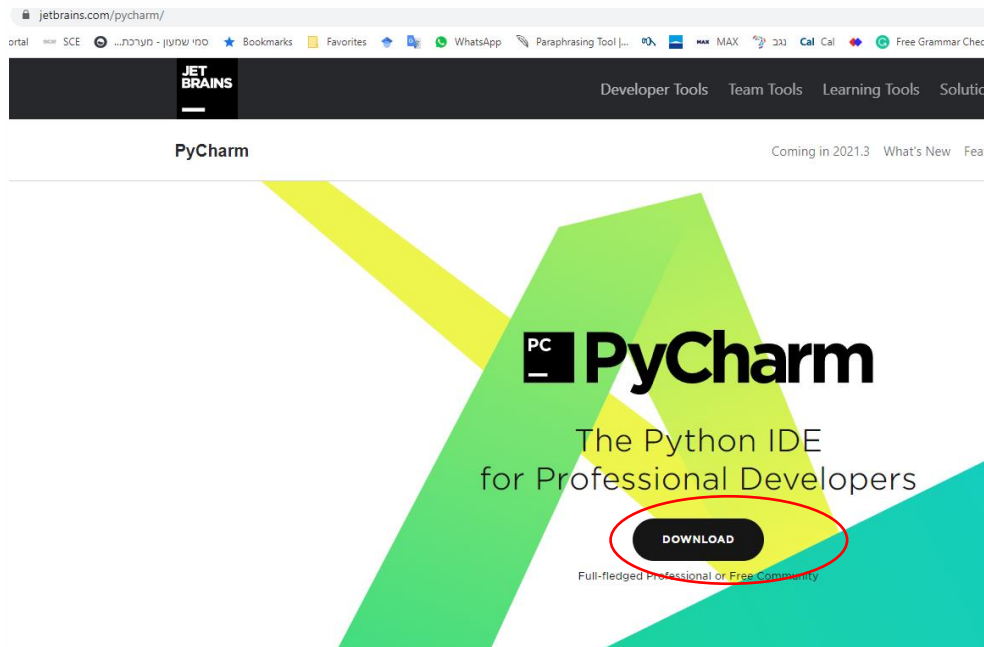 jetbrains.com/pycharm/
ortal SCE סמי שמעון - מערכת... Bookmarks Favorites WhatsApp Paraphrasing Tool |... MAX MAX נגב Cal Cal Free Grammar Chec
JET
BRAINS
Developer Tools Team Tools Learning Tools Solutio
PyCharm Coming in 2021.3 What's New Fea
PC PyCharm
The Python IDE
for Professional Developers
DOWNLOAD
Full-fledged Professional or Free Community